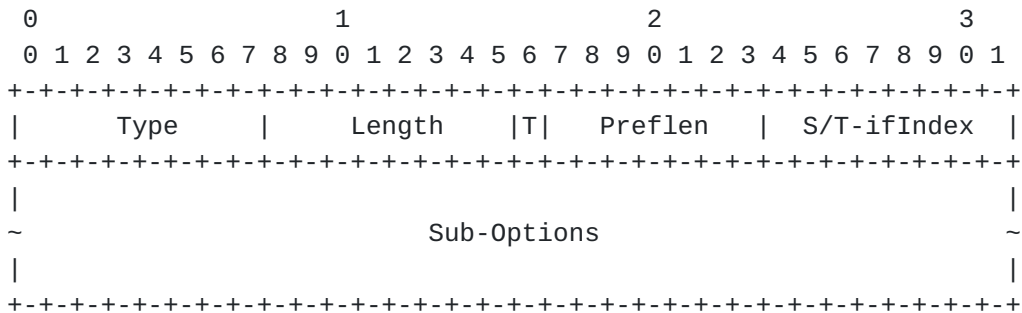 0                   1                   2                   3
 0 1 2 3 4 5 6 7 8 9 0 1 2 3 4 5 6 7 8 9 0 1 2 3 4 5 6 7 8 9 0 1
+-+-+-+-+-+-+-+-+-+-+-+-+-+-+-+-+-+-+-+-+-+-+-+-+-+-+-+-+-+-+-+-+
|      Type     |     Length    |T|   Preflen   |  S/T-ifIndex  |
+-+-+-+-+-+-+-+-+-+-+-+-+-+-+-+-+-+-+-+-+-+-+-+-+-+-+-+-+-+-+-+-+
|                                                               |
~                          Sub-Options                          ~
|                                                               |
+-+-+-+-+-+-+-+-+-+-+-+-+-+-+-+-+-+-+-+-+-+-+-+-+-+-+-+-+-+-+-+-+